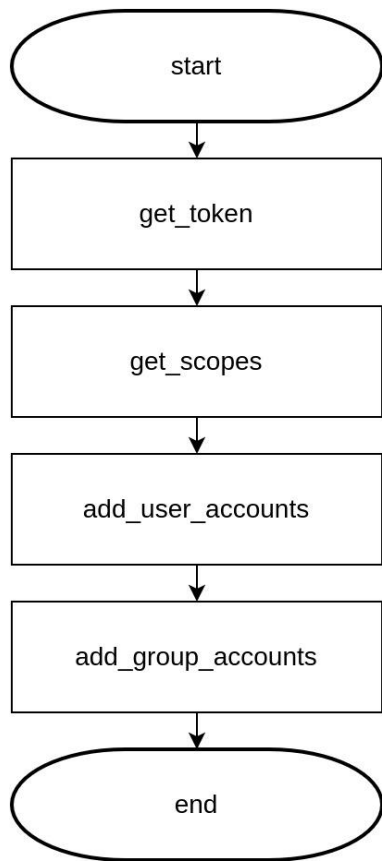 start
get_token
get_scopes
add_user_accounts
add_group_accounts
end